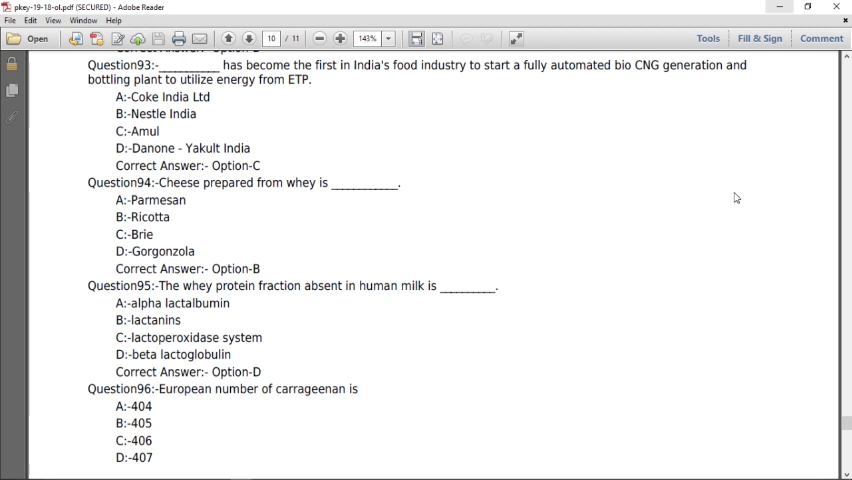 pkey-19-18-ol.pdf (SECURED) - Adobe Reader
File Edit View Window Help
Open 10 / 11 143% Tools Fill & Sign Comment
Question93:-___________ has become the first in India's food industry to start a fully automated bio CNG generation and
bottling plant to utilize energy from ETP.
A:-Coke India Ltd
B:-Nestle India
C:-Amul
D:-Danone - Yakult India
Correct Answer:- Option-C
Question94:-Cheese prepared from whey is ____________.
A:-Parmesan
B:-Ricotta
C:-Brie
D:-Gorgonzola
Correct Answer:- Option-B
Question95:-The whey protein fraction absent in human milk is __________.
A:-alpha lactalbumin
B:-lactanins
C:-lactoperoxidase system
D:-beta lactoglobulin
Correct Answer:- Option-D
Question96:-European number of carrageenan is
A:-404
B:-405
C:-406
D:-407